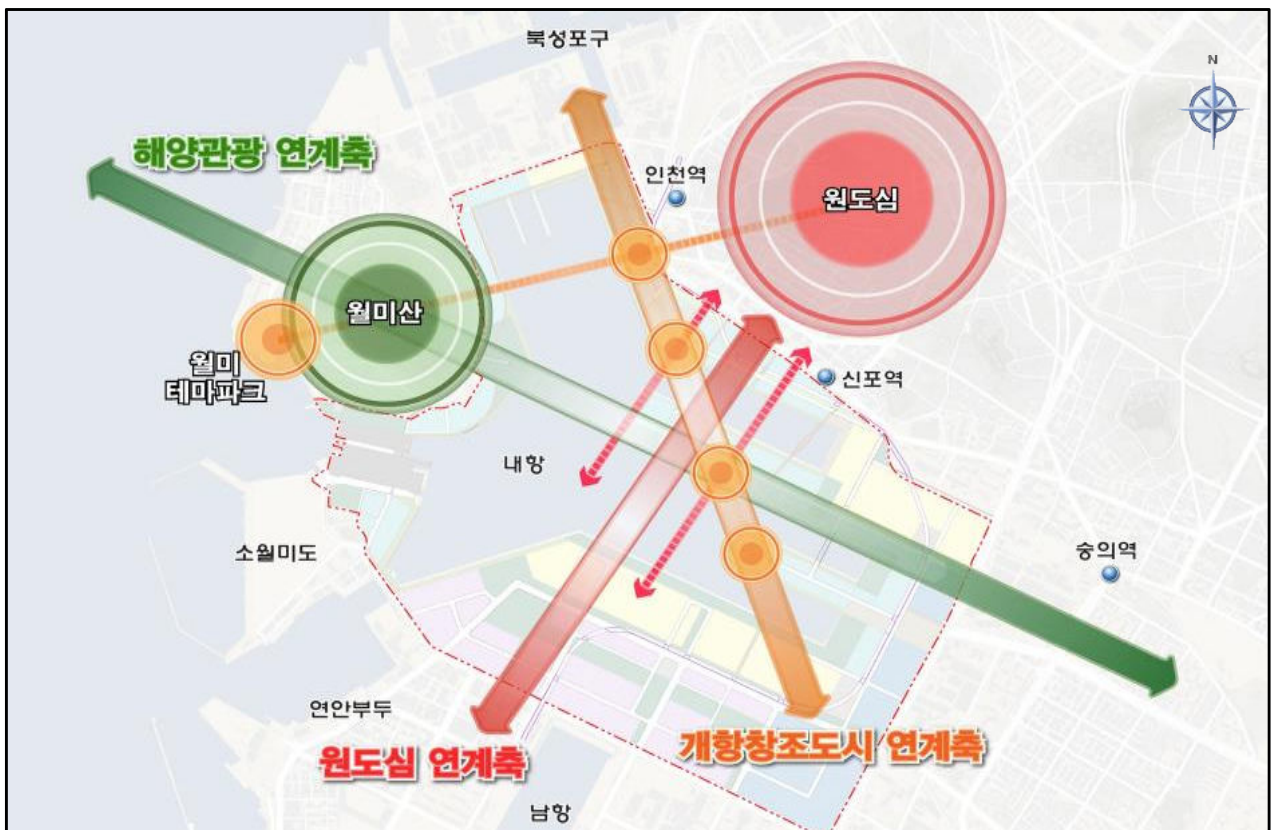 북성포구
N
해양관광 연계축
인천역
원도심
월미산
월미
테마파크
신포역
내항
소월미도
숭의역
연안부두
개항창조도시 연계축
원도심 연계축
남항